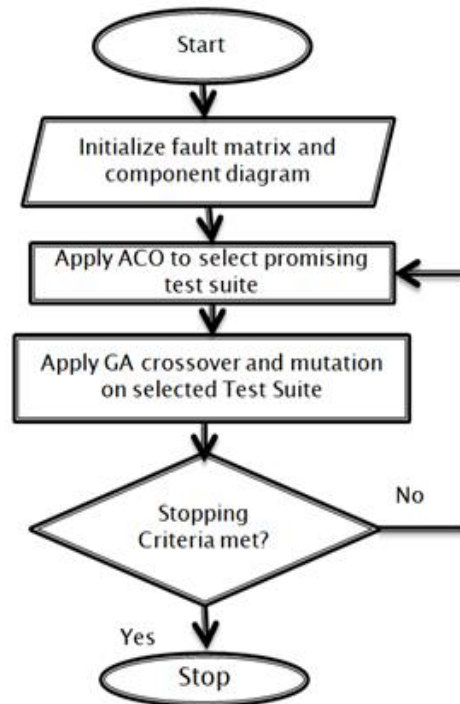 Start
Initialize fault matrix and
component diagram
Apply ACO to select promising
test suite
Apply GA crossover and mutation
on selected Test Suite
Stopping
Criteria met?
No
Yes
Stop